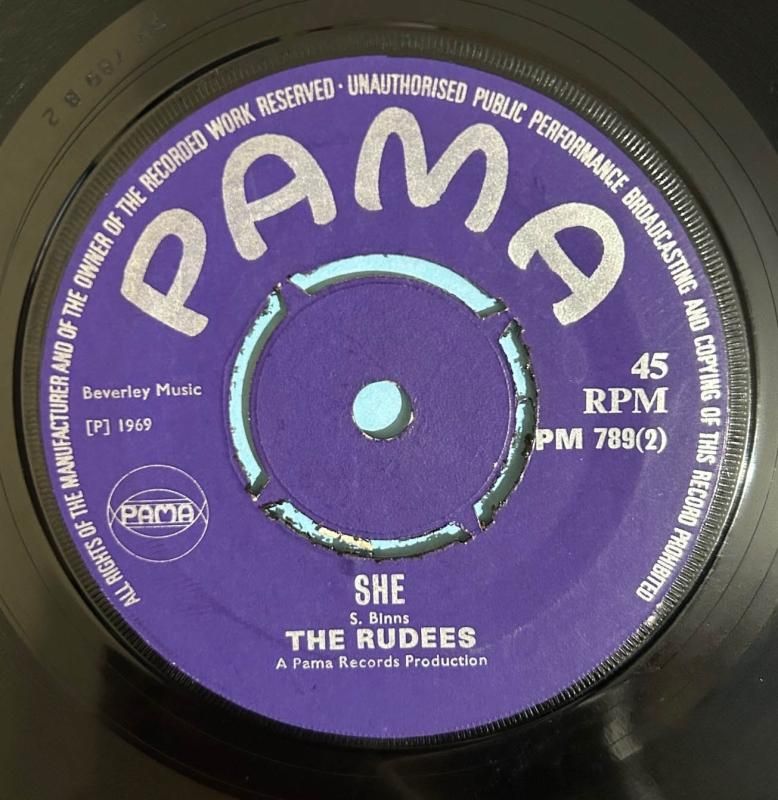 ALL RIGHTS OF THE MANUFACTURER AND OF THE OWNER OF THE RECORDED WORK RESERVED · UNAUTHORISED PUBLIC PERFORMANCE BROADCASTING AND COPYING OF THIS RECORD PROHIBITED
PAMA
45
RPM
PM 789(2)
Beverley Music
[P] 1969
PAMA
SHE
S. Binns
THE RUDEES
A Pama Records Production